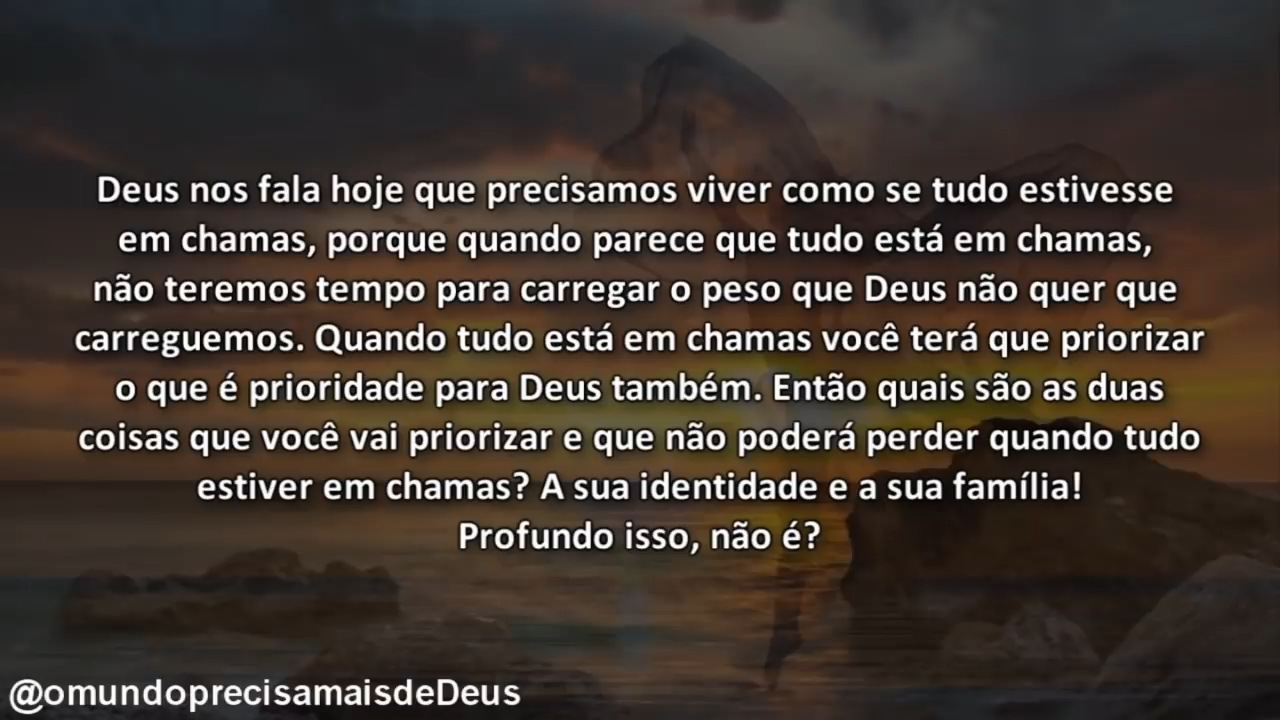 Deus nos fala hoje que precisamos viver como se tudo estivesse
em chamas, porque quando parece que tudo está em chamas,
não teremos tempo para carregar o peso que Deus não quer que
carreguemos. Quando tudo está em chamas você terá que priorizar
o que é prioridade para Deus também. Então quais são as duas
coisas que você vai priorizar e que não poderá perder quando tudo
estiver em chamas? A sua identidade e a sua família!
Profundo isso, não é?
@omundoprecisamaisdeDeus